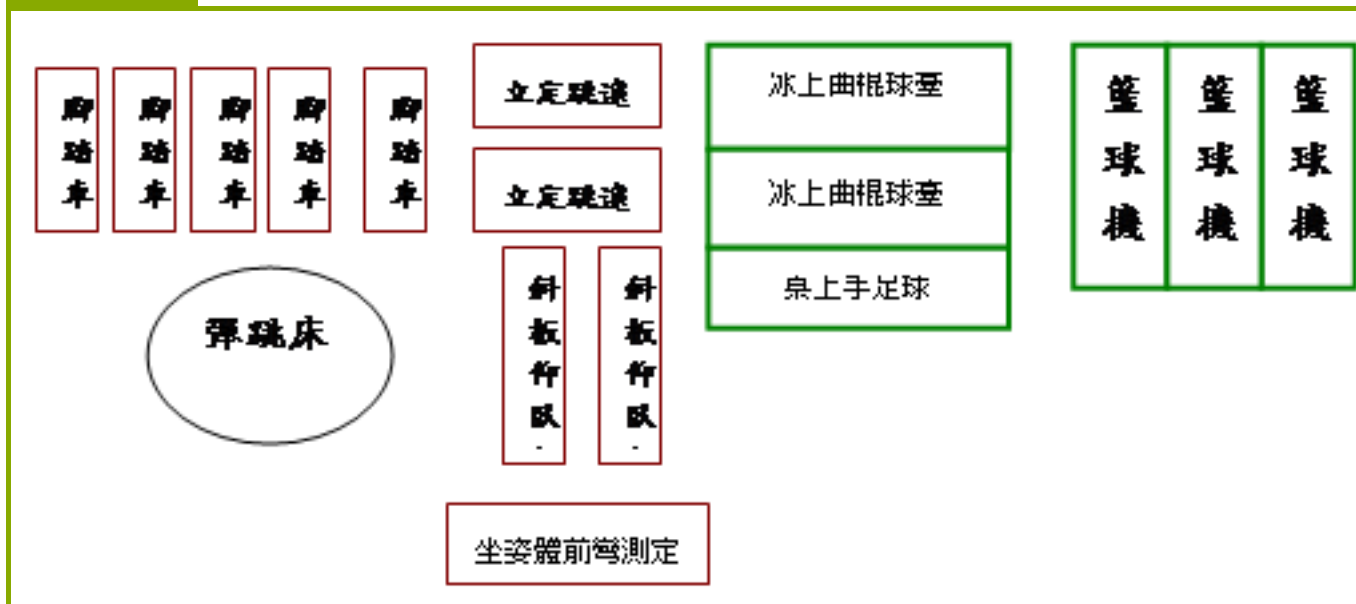 腳踏車
腳踏車
腳踏車
腳踏車
腳踏車
立定跳遠
立定跳遠
冰上曲棍球臺
冰上曲棍球臺
桌上手足球
籃球機
籃球機
籃球機
彈跳床
斜板仰臥
斜板仰臥
坐姿體前彎測定